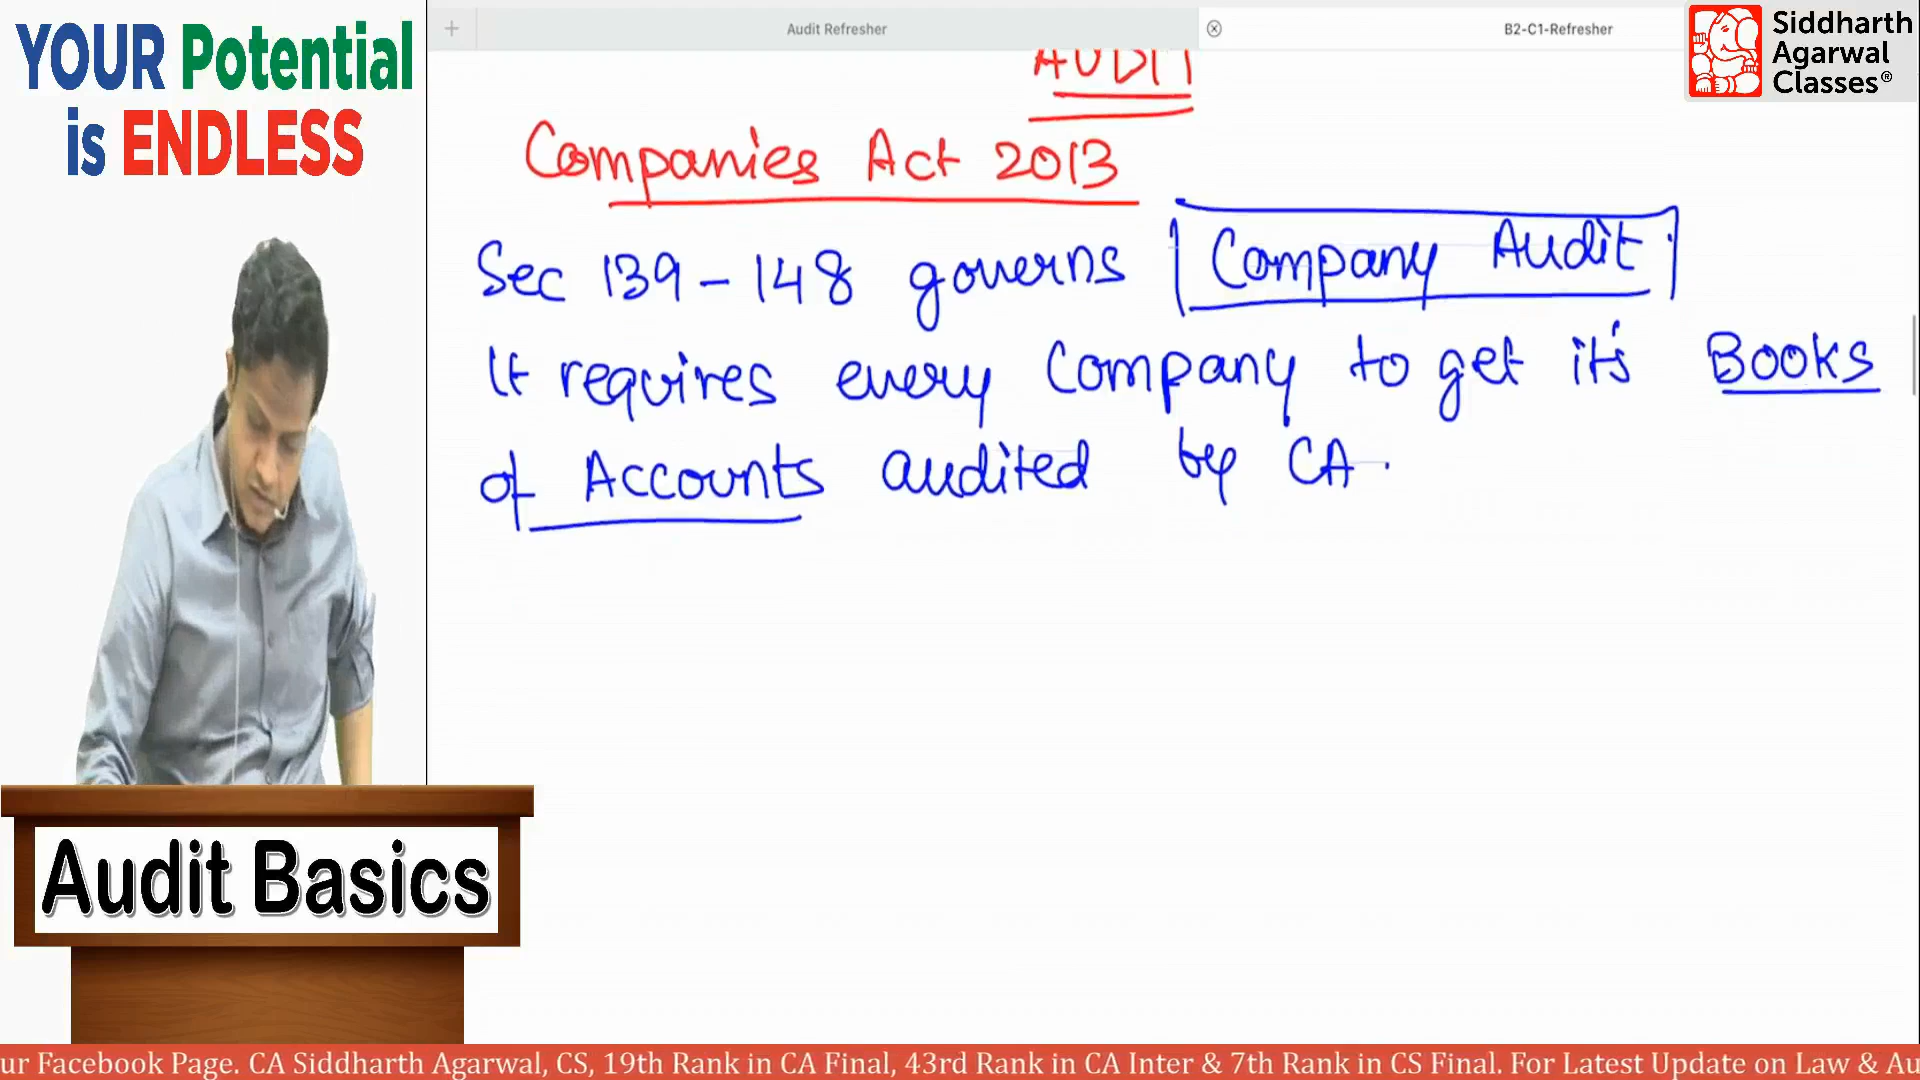 YOUR Potential
is ENDLESS
Audit Refresher
B2-C1-Refresher
Siddharth
Agarwal
Classes®
AUDIT
Companies Act 2013
Sec 139-148 governs Company Audit
It requires every Company to get it's Books
of Accounts audited by CA.
Audit Basics
ur Facebook Page. CA Siddharth Agarwal, CS, 19th Rank in CA Final, 43rd Rank in CA Inter & 7th Rank in CS Final. For Latest Update on Law & Au